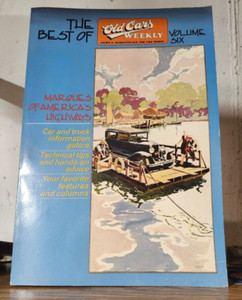 THE
BEST OF
Old Cars
WEEKLY
VOLUME
SIX
MARQUES
OF AMERICA'S
HIGHWAYS
Car and truck
information
galore
Technical tips
and hands-on
advice
Your favorite
features
and columns